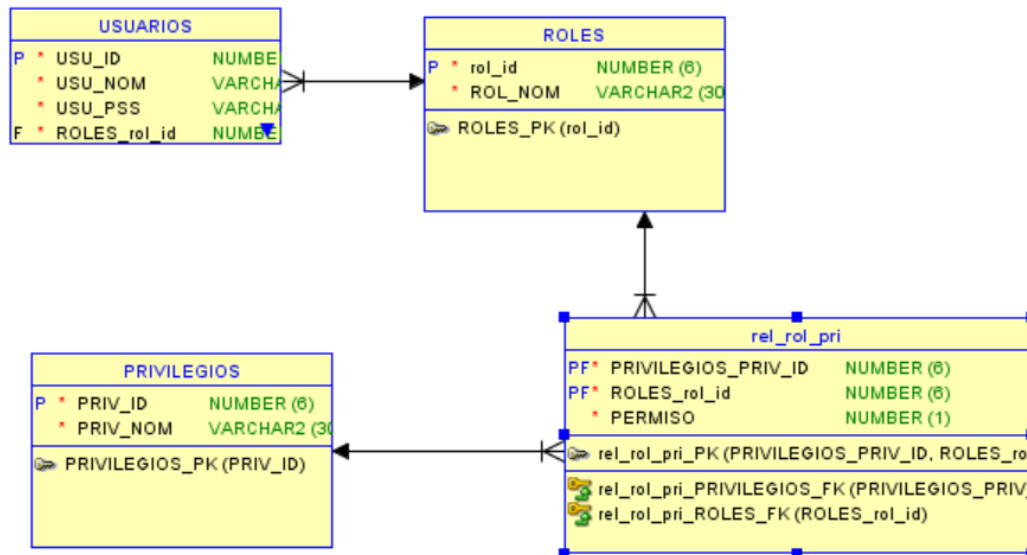 USUARIOS
P * USU_ID NUMBE
* USU_NOM VARCHA
* USU_PSS VARCHA
F * ROLES_rol_id NUMBE
ROLES
P * rol_id NUMBER (6)
* ROL_NOM VARCHAR2 (30
ROLES_PK (rol_id)
PRIVILEGIOS
P * PRIV_ID NUMBER (6)
* PRIV_NOM VARCHAR2 (30
PRIVILEGIOS_PK (PRIV_ID)
rel_rol_pri
PF* PRIVILEGIOS_PRIV_ID NUMBER (6)
PF* ROLES_rol_id NUMBER (6)
* PERMISO NUMBER (1)
rel_rol_pri_PK (PRIVILEGIOS_PRIV_ID, ROLES_ro
rel_rol_pri_PRIVILEGIOS_FK (PRIVILEGIOS_PRIV_
rel_rol_pri_ROLES_FK (ROLES_rol_id)